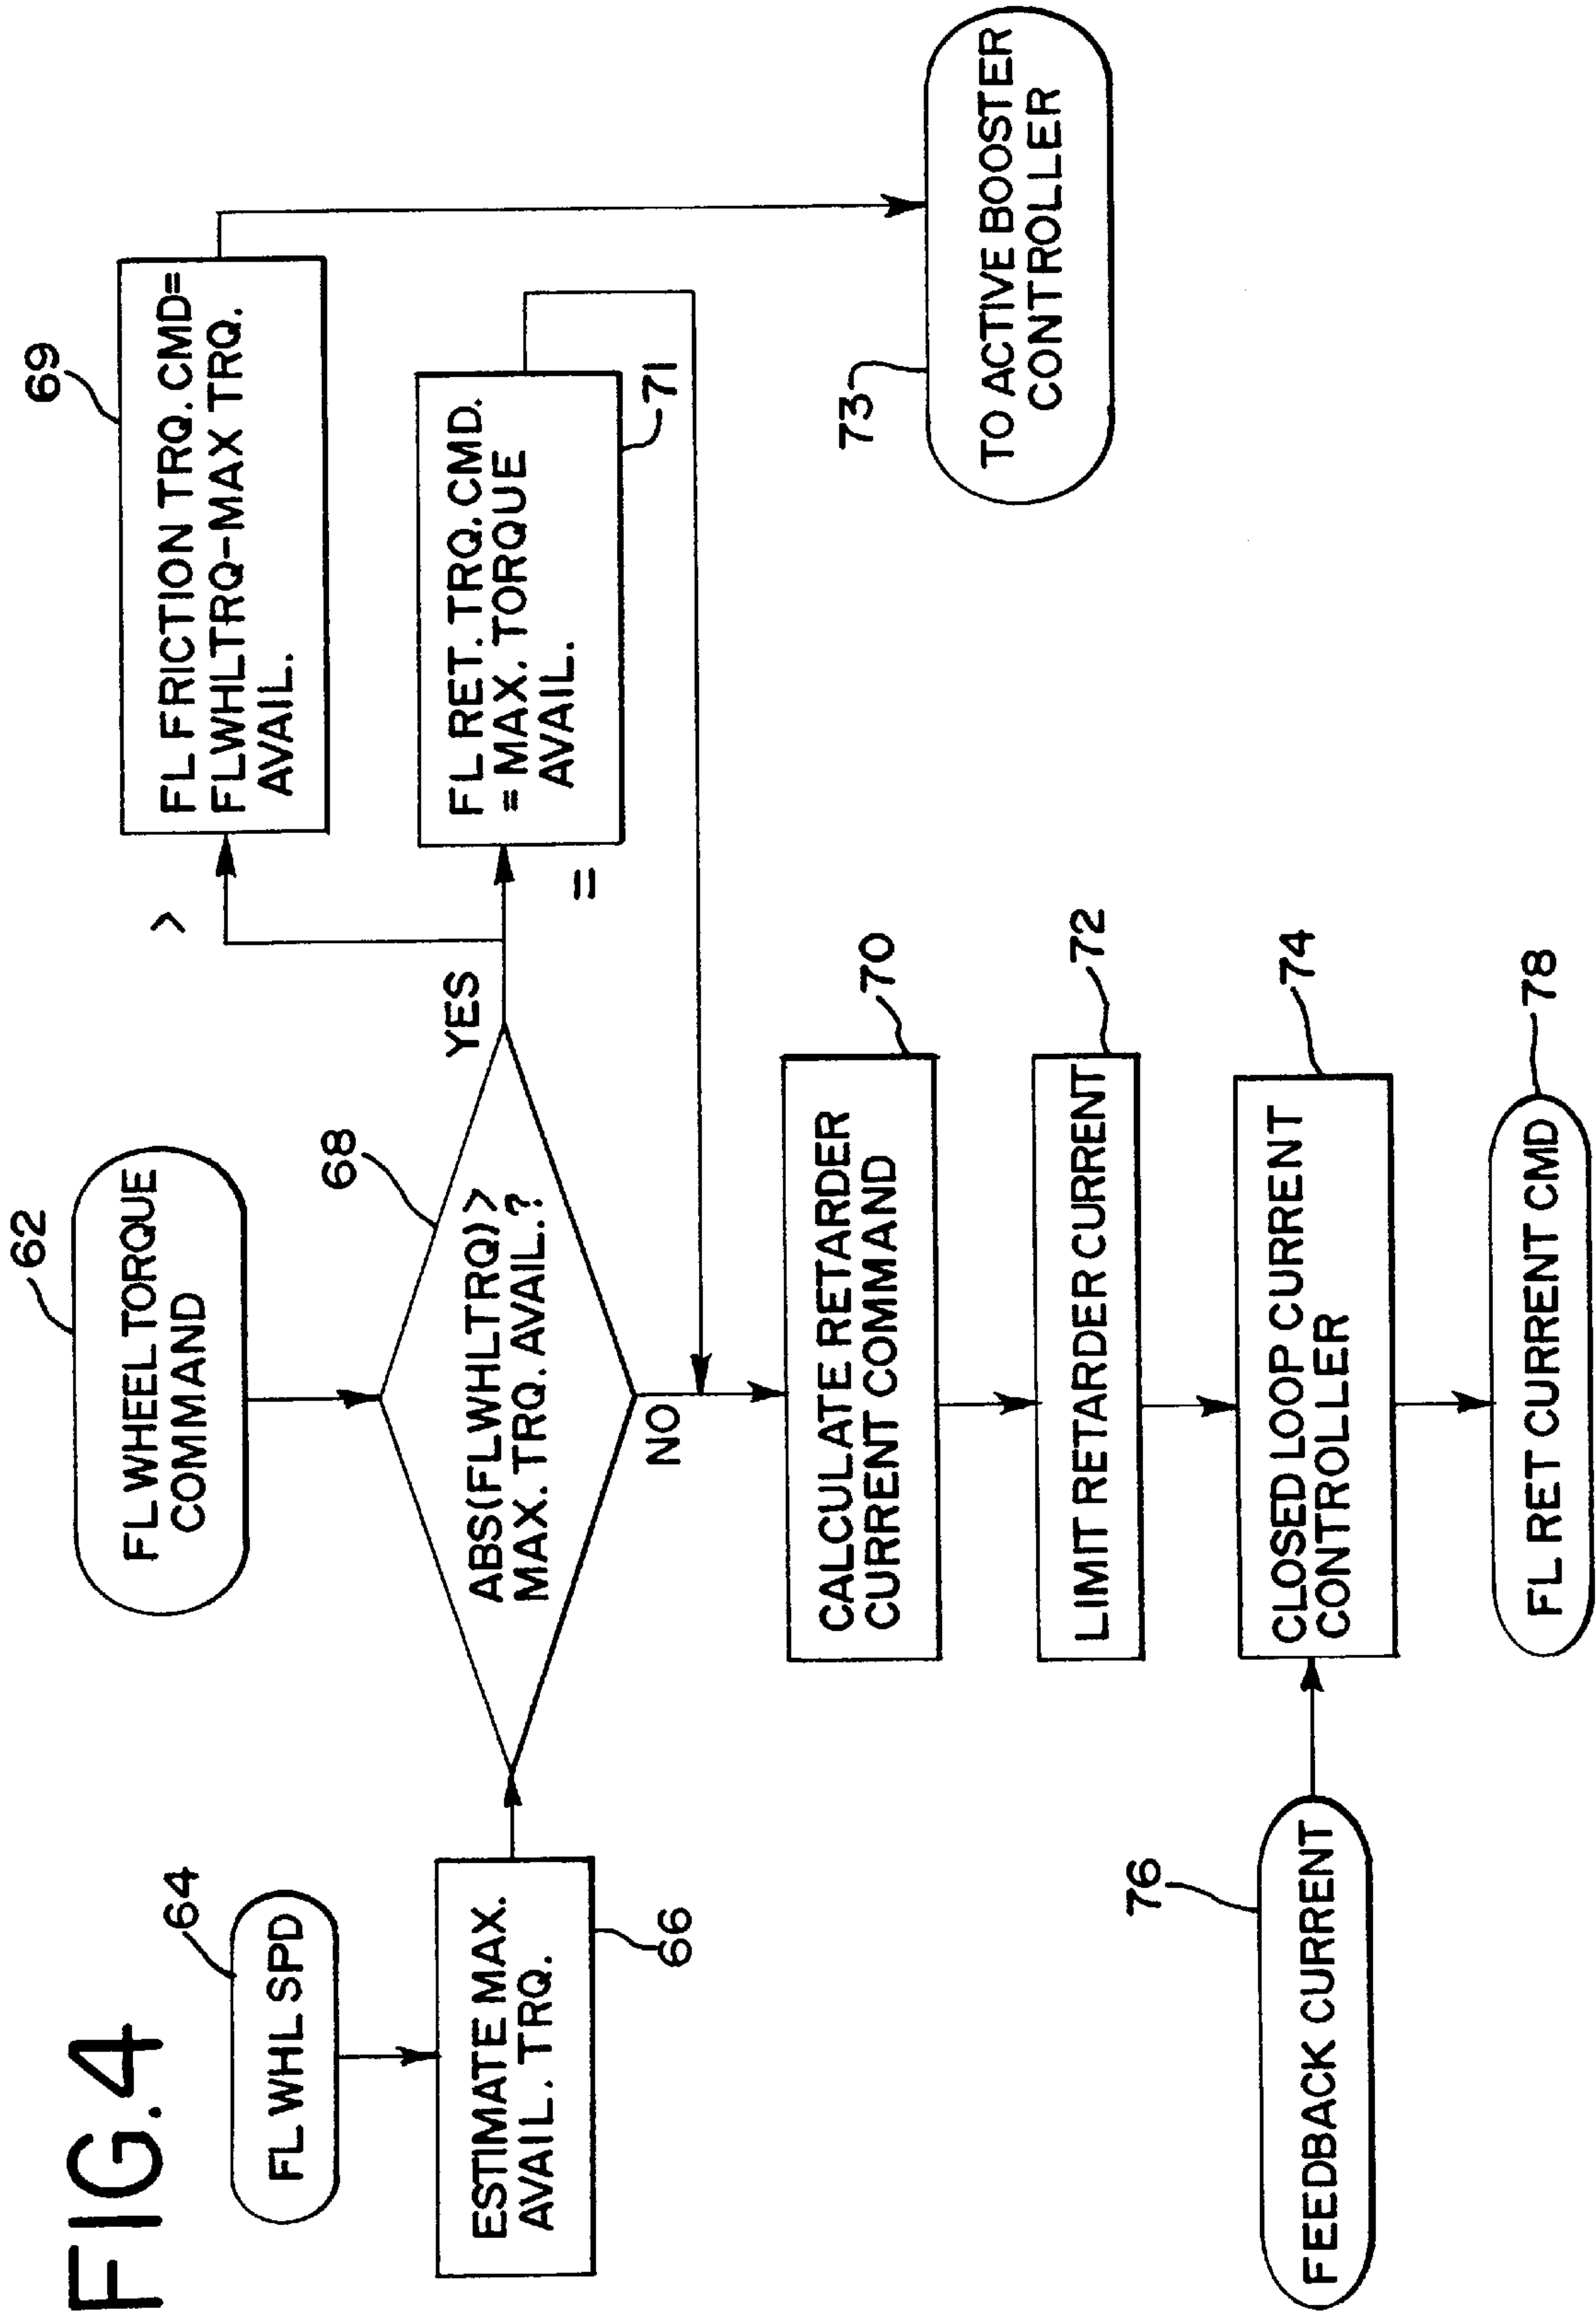 FIG.4
62
FL WHEEL TORQUE
COMMAND
64
FL WHL SPD
ESTIMATE MAX.
AVAIL. TRQ.
66
68
ABS(FLWHLTRQ)>
MAX. TRQ. AVAIL.?
YES
NO
>
=
69
FL FRICTION TRQ. CMD=
FLWHLTRQ-MAX TRQ.
AVAIL.
FL RET. TRQ. CMD.
= MAX. TORQUE
AVAIL.
71
73
TO ACTIVE BOOSTER
CONTROLLER
CALCULATE RETARDER
CURRENT COMMAND
70
LIMIT RETARDER CURRENT
72
CLOSED LOOP CURRENT
CONTROLLER
74
76
FEEDBACK CURRENT
FL RET CURRENT CMD
78